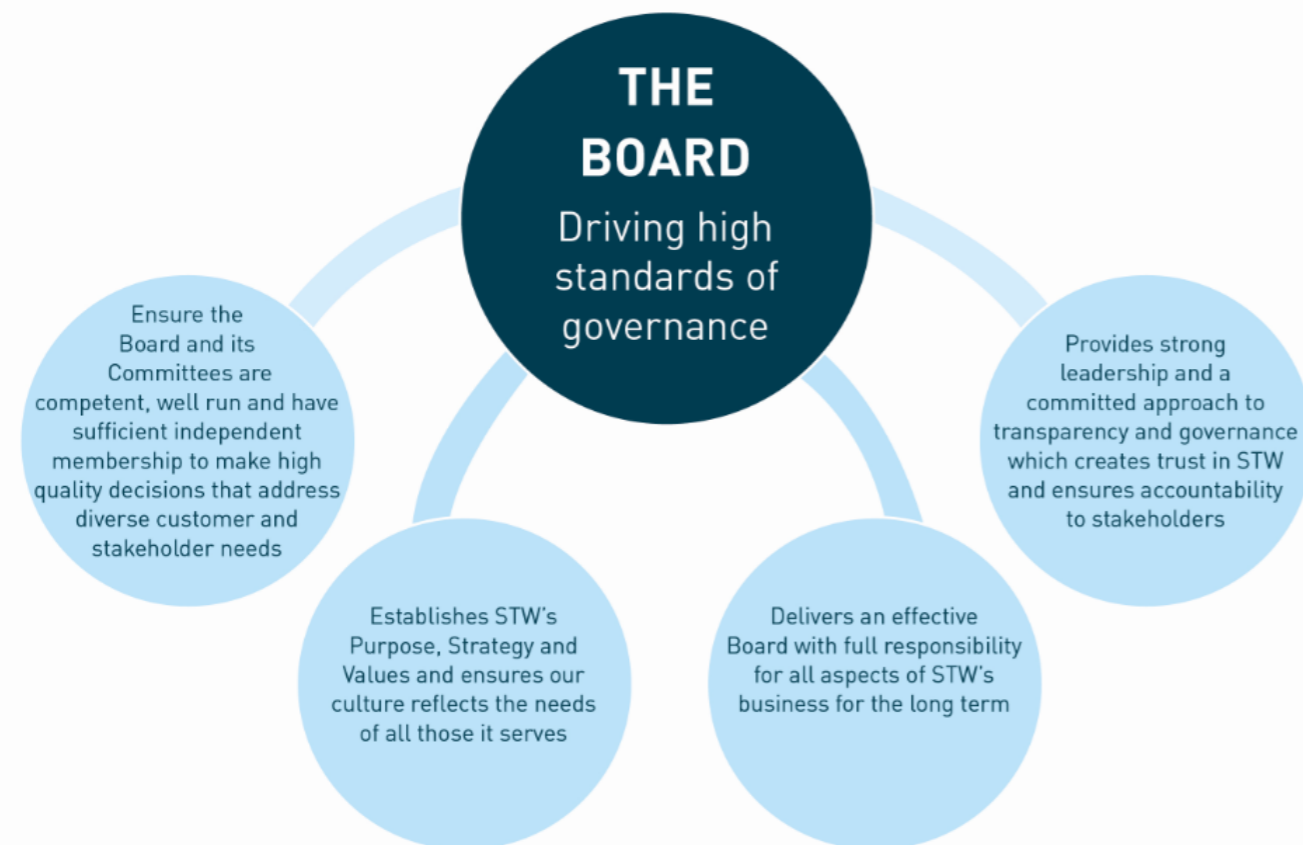 THE
BOARD
Driving high
standards of
governance
Ensure the
Board and its
Committees are
competent, well run and have
sufficient independent
membership to make high
quality decisions that address
diverse customer and
stakeholder needs
Establishes STW's
Purpose, Strategy and
Values and ensures our
culture reflects the needs
of all those it serves
Delivers an effective
Board with full responsibility
for all aspects of STW's
business for the long term
Provides strong
leadership and a
committed approach to
transparency and governance
which creates trust in STW
and ensures accountability
to stakeholders